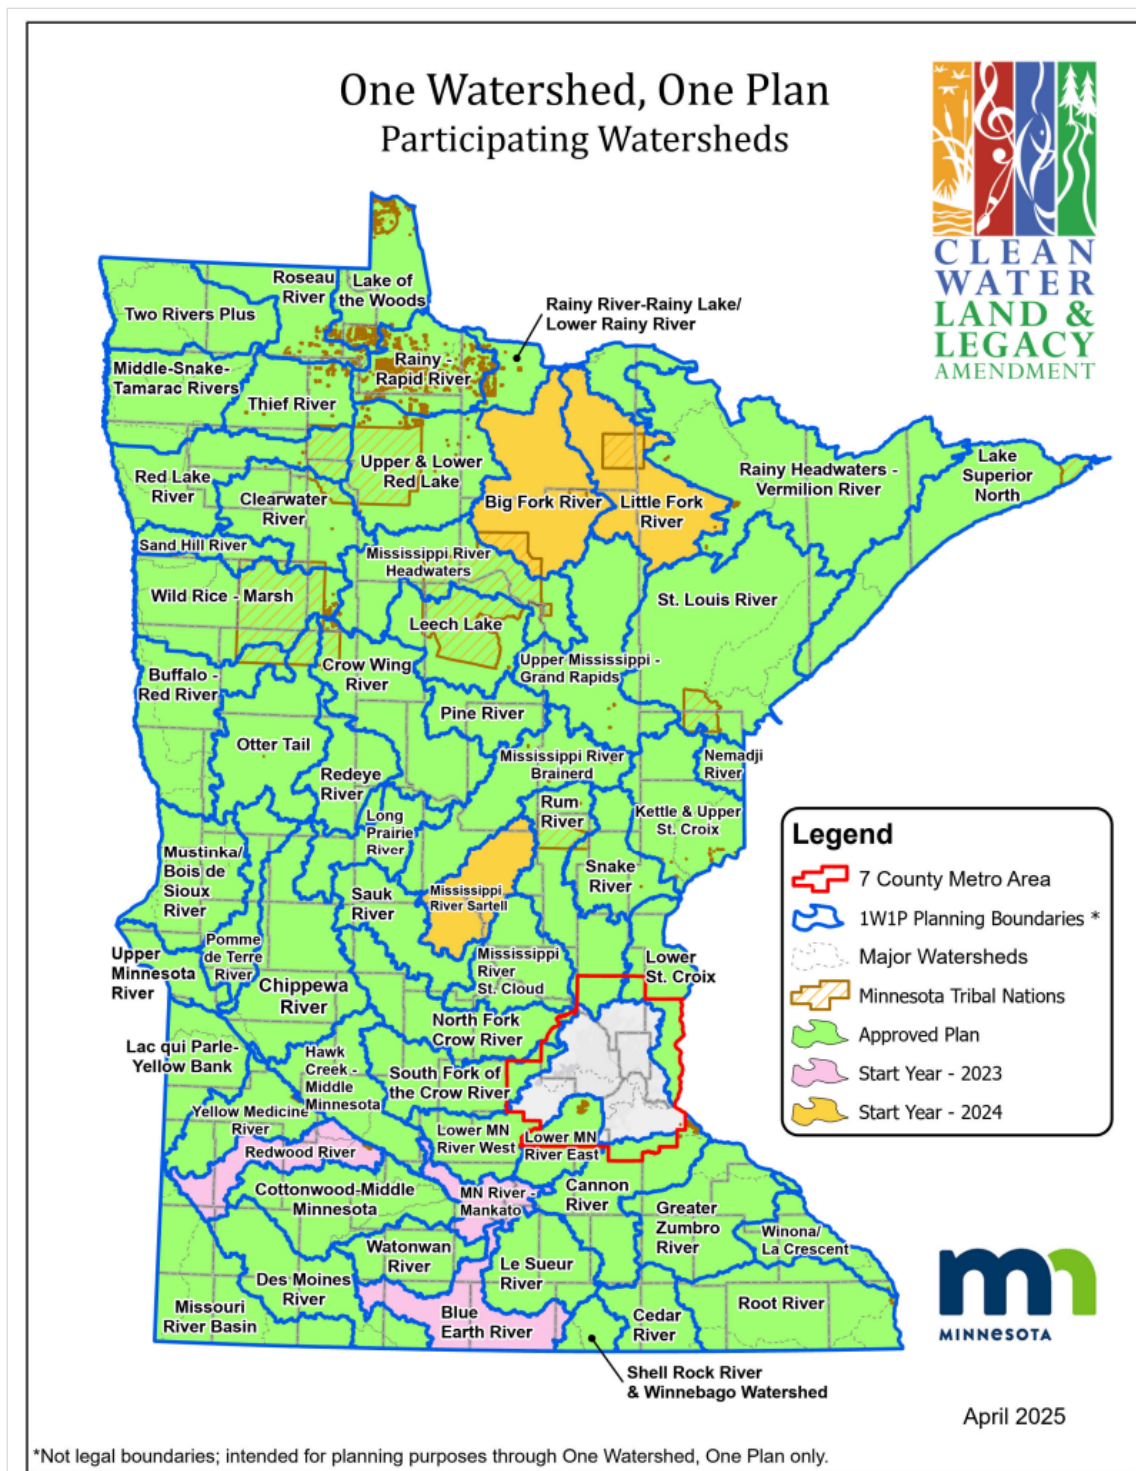 One Watershed, One Plan
Participating Watersheds
CLEAN
WATER
LAND &
LEGACY
AMENDMENT
Roseau
River
Lake of
the Woods
Two Rivers Plus
Rainy River-Rainy Lake/
Lower Rainy River
Middle-Snake-
Tamarac Rivers
Rainy -
Rapid River
Thief River
Red Lake
River
Upper & Lower
Red Lake
Clearwater
River
Big Fork River
Little Fork
River
Rainy Headwaters -
Vermilion River
Lake
Superior
North
Sand Hill River
Mississippi River
Headwaters
Wild Rice - Marsh
Leech Lake
St. Louis River
Buffalo -
Red River
Crow Wing
River
Upper Mississippi -
Grand Rapids
Pine River
Otter Tail
Redeye
River
Mississippi River
Brainerd
Nemadji
River
Long
Prairie
River
Rum
River
Kettle & Upper
St. Croix
Mustinka/
Bois de
Sioux
River
Sauk
River
Mississippi
River Sartell
Snake
River
Legend
7 County Metro Area
1W1P Planning Boundaries *
Major Watersheds
Minnesota Tribal Nations
Approved Plan
Start Year - 2023
Start Year - 2024
Upper
Minnesota
River
Pomme
de Terre
River
Chippewa
River
Mississippi
River
St. Cloud
Lower
St. Croix
North Fork
Crow River
Lac qui Parle-
Yellow Bank
Hawk
Creek -
Middle
Minnesota
South Fork of
the Crow River
Yellow Medicine
River
Redwood River
Lower MN
River West
Lower MN
River East
Cottonwood-Middle
Minnesota
MN River -
Mankato
Cannon
River
Greater
Zumbro
River
Winona/
La Crescent
Watonwan
River
Le Sueur
River
Des Moines
River
Missouri
River Basin
Blue
Earth River
Cedar
River
Root River
Shell Rock River
& Winnebago Watershed
mn
MINNESOTA
April 2025
*Not legal boundaries; intended for planning purposes through One Watershed, One Plan only.